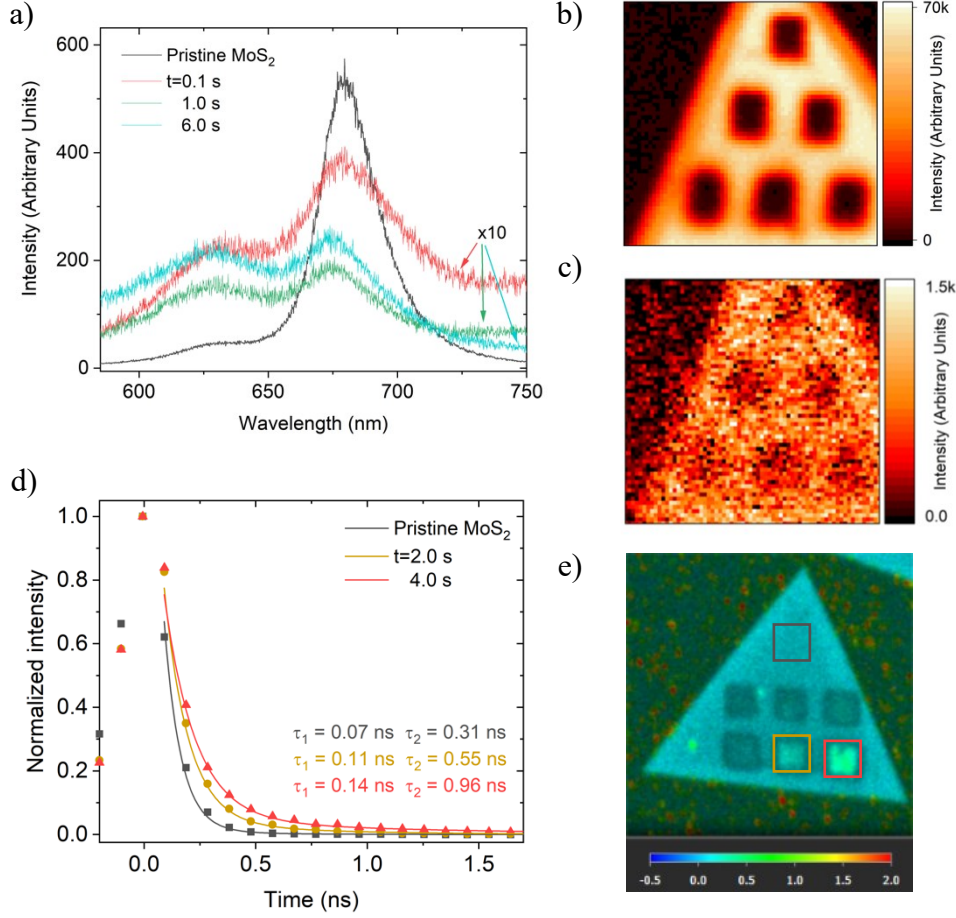 a)
600
400
200
0
Intensity (Arbitrary Units)
Pristine MoS₂
t=0.1 s
1.0 s
6.0 s
x10
600
650
700
750
Wavelength (nm)
b)
70k
0
Intensity (Arbitrary Units)
c)
1.5k
0.0
Intensity (Arbitrary Units)
d)
1.0
0.8
0.6
0.4
0.2
0.0
Normalized intensity
Pristine MoS₂
t=2.0 s
4.0 s
τ₁ = 0.07 ns τ₂ = 0.31 ns
τ₁ = 0.11 ns τ₂ = 0.55 ns
τ₁ = 0.14 ns τ₂ = 0.96 ns
0.0
0.5
1.0
1.5
Time (ns)
e)
-0.5 0.0 0.5 1.0 1.5 2.0